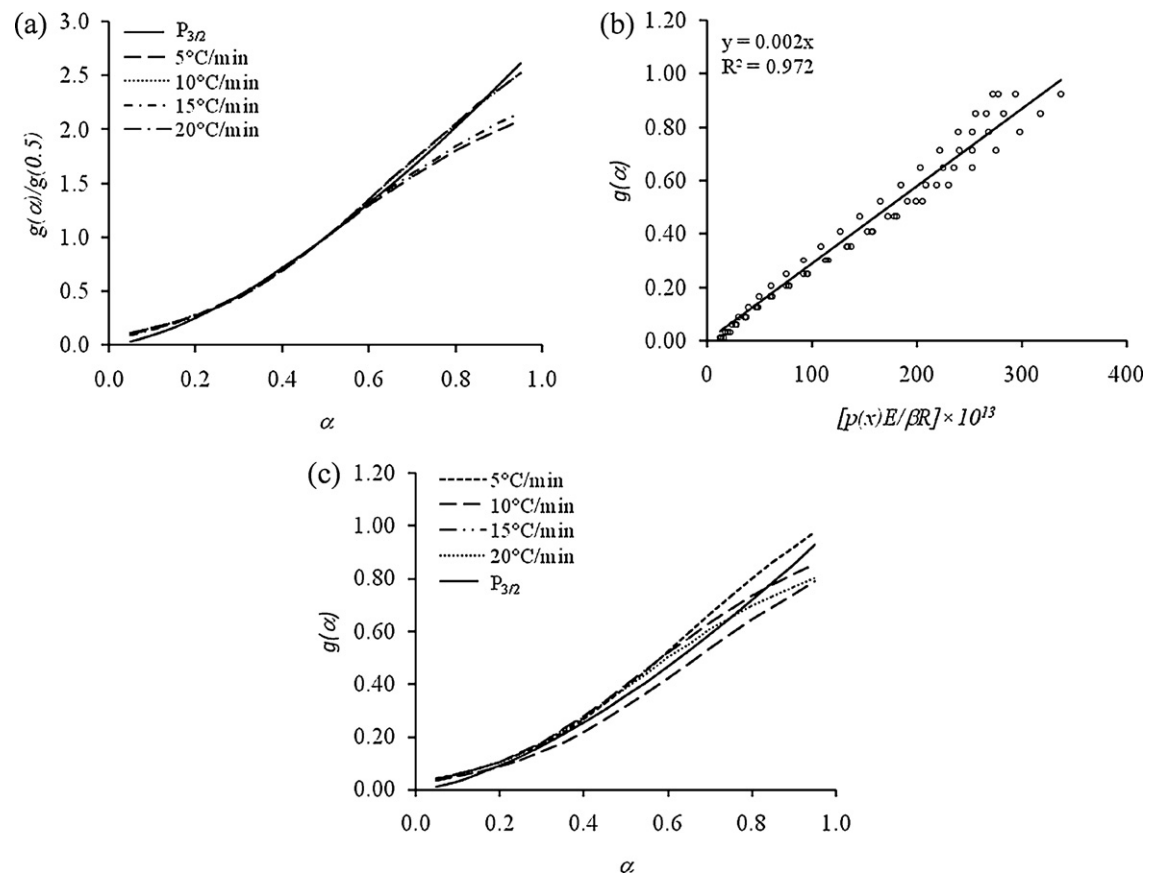 (a)
3.0
2.5
2.0
1.5
1.0
0.5
0.0
g(α)/g(0.5)
P3/2
5°C/min
10°C/min
15°C/min
20°C/min
0.0 0.2 0.4 0.6 0.8 1.0
α
(b)
1.20
1.00
0.80
0.60
0.40
0.20
0.00
g(α)
y = 0.002x
R² = 0.972
0 100 200 300 400
[p(x)E/βR]×10¹³
(c)
1.20
1.00
0.80
0.60
0.40
0.20
0.00
g(α)
5°C/min
10°C/min
15°C/min
20°C/min
P3/2
0.0 0.2 0.4 0.6 0.8 1.0
α